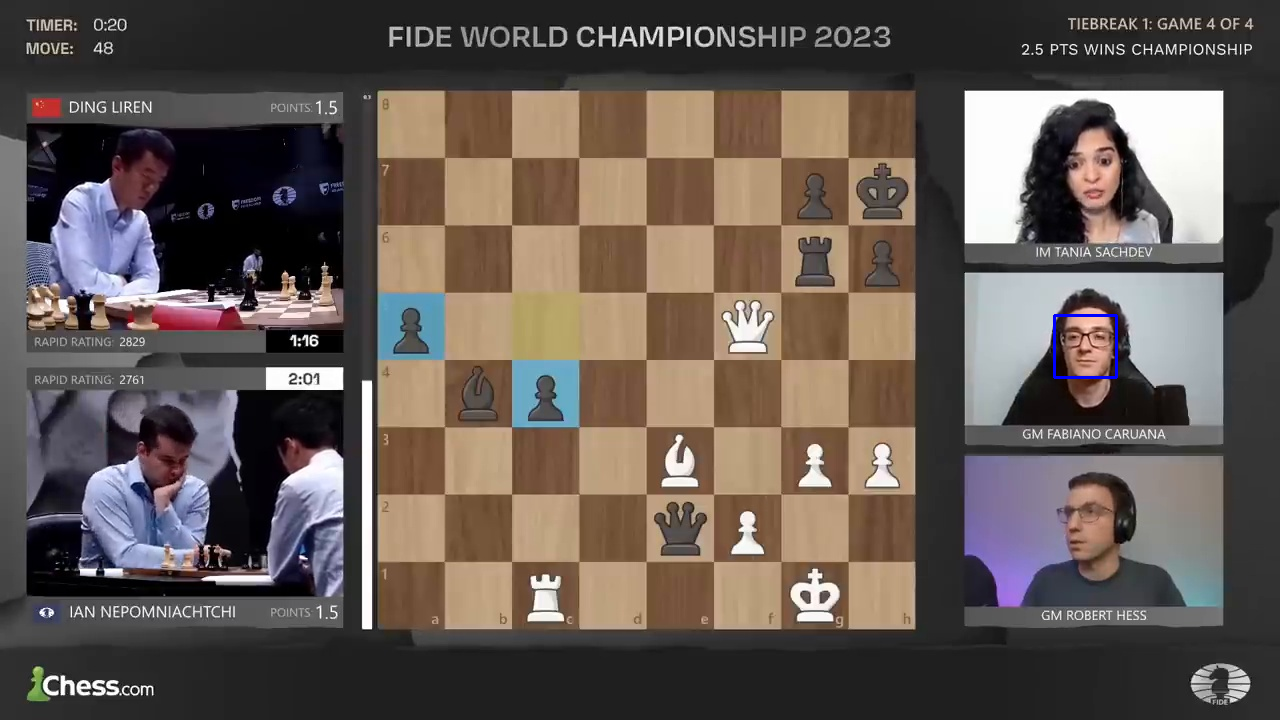 TIMER: 0:20
MOVE: 48
FIDE WORLD CHAMPIONSHIP 2023
TIEBREAK 1: GAME 4 OF 4
2.5 PTS WINS CHAMPIONSHIP
DING LIREN POINTS: 1.5
RAPID RATING: 2829 1:16
RAPID RATING: 2761 2:01
IAN NEPOMNIACHTCHI POINTS: 1.5
8
7
6
5
4
3
2
1
a b c d e f g h
IM TANIA SACHDEV
GM FABIANO CARUANA
GM ROBERT HESS
Chess.com
FIDE